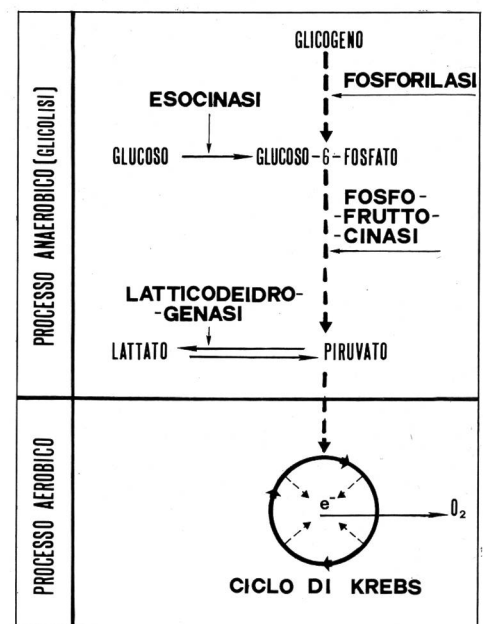 GLICOGENO
FOSFORILASI
ESOCINASI
GLUCOSO
GLUCOSO-6-FOSFATO
FOSFO-
-FRUTTO-
CINASI
LATTICODEIDRO-
-GENASI
LATTATO
PIRUVATO
PROCESSO ANAEROBICO (GLICOLISI)
e⁻
O₂
CICLO DI KREBS
PROCESSO AEROBICO